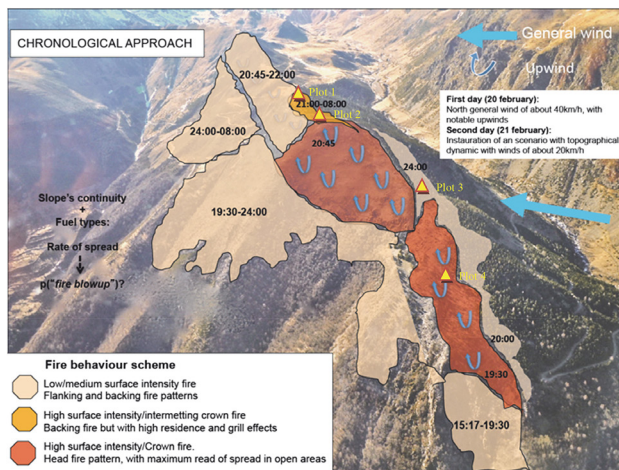 CHRONOLOGICAL APPROACH
General wind
Upwind
First day (20 february):
North general wind of about 40km/h, with
notable upwinds
Second day (21 february):
Instauration of an scenario with topographical
dynamic with winds of about 20km/h
20:45-22:00
Plot 1
21:00-08:00
Plot 2
24:00-08:00
20:45
24:00
Plot 3
19:30-24:00
Slope's continuity
+
Fuel types:
Rate of spread
p("fire blowup")?
Plot 4
20:00
19:30
15:17-19:30
Fire behaviour scheme
Low/medium surface intensity fire
Flanking and backing fire patterns
High surface intensity/intermetting crown fire
Backing fire but with high residence and grill effects
High surface intensity/Crown fire.
Head fire pattern, with maximum read of spread in open areas